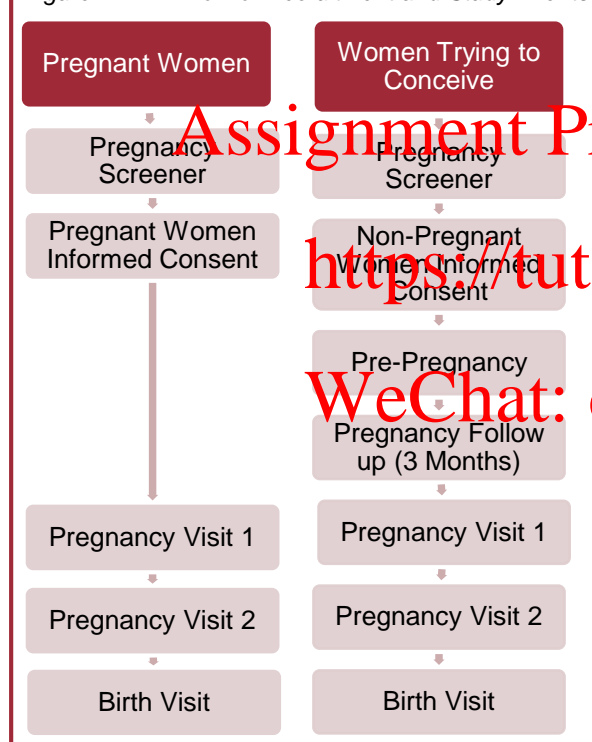 Pregnant Women
Pregnancy
Screener
Pregnant Women
Informed Consent
Pregnancy Visit 1
Pregnancy Visit 2
Birth Visit
Women Trying to
Conceive
Pregnancy
Screener
Non-Pregnant
Women Informed
Consent
Pre-Pregnancy
Pregnancy Follow
up (3 Months)
Pregnancy Visit 1
Pregnancy Visit 2
Birth Visit
Assignment
https://tut
WeChat: